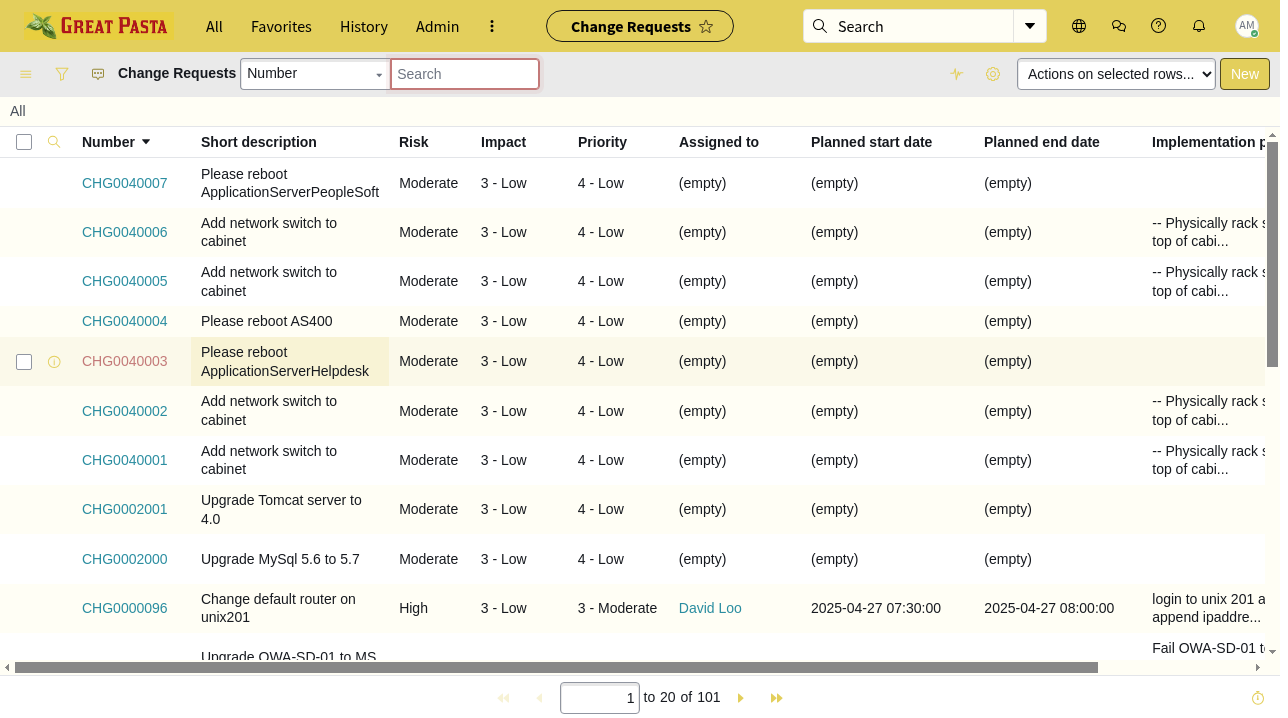 GREAT PASTA All Favorites History Admin Change Requests Search AM
Change Requests Number Search Actions on selected rows... New
All
Number Short description Risk Impact Priority Assigned to Planned start date Planned end date Implementation p
CHG0040007 Please reboot ApplicationServerPeopleSoft Moderate 3 - Low 4 - Low (empty) (empty) (empty)
CHG0040006 Add network switch to cabinet Moderate 3 - Low 4 - Low (empty) (empty) (empty) -- Physically rack s top of cabi...
CHG0040005 Add network switch to cabinet Moderate 3 - Low 4 - Low (empty) (empty) (empty) -- Physically rack s top of cabi...
CHG0040004 Please reboot AS400 Moderate 3 - Low 4 - Low (empty) (empty) (empty)
CHG0040003 Please reboot ApplicationServerHelpdesk Moderate 3 - Low 4 - Low (empty) (empty) (empty)
CHG0040002 Add network switch to cabinet Moderate 3 - Low 4 - Low (empty) (empty) (empty) -- Physically rack s top of cabi...
CHG0040001 Add network switch to cabinet Moderate 3 - Low 4 - Low (empty) (empty) (empty) -- Physically rack s top of cabi...
CHG0002001 Upgrade Tomcat server to 4.0 Moderate 3 - Low 4 - Low (empty) (empty) (empty)
CHG0002000 Upgrade MySql 5.6 to 5.7 Moderate 3 - Low 4 - Low (empty) (empty) (empty)
CHG0000096 Change default router on unix201 High 3 - Low 3 - Moderate David Loo 2025-04-27 07:30:00 2025-04-27 08:00:00 login to unix 201 a append ipaddre...
Upgrade OWA-SD-01 to MS Fail OWA-SD-01 to
1 to 20 of 101